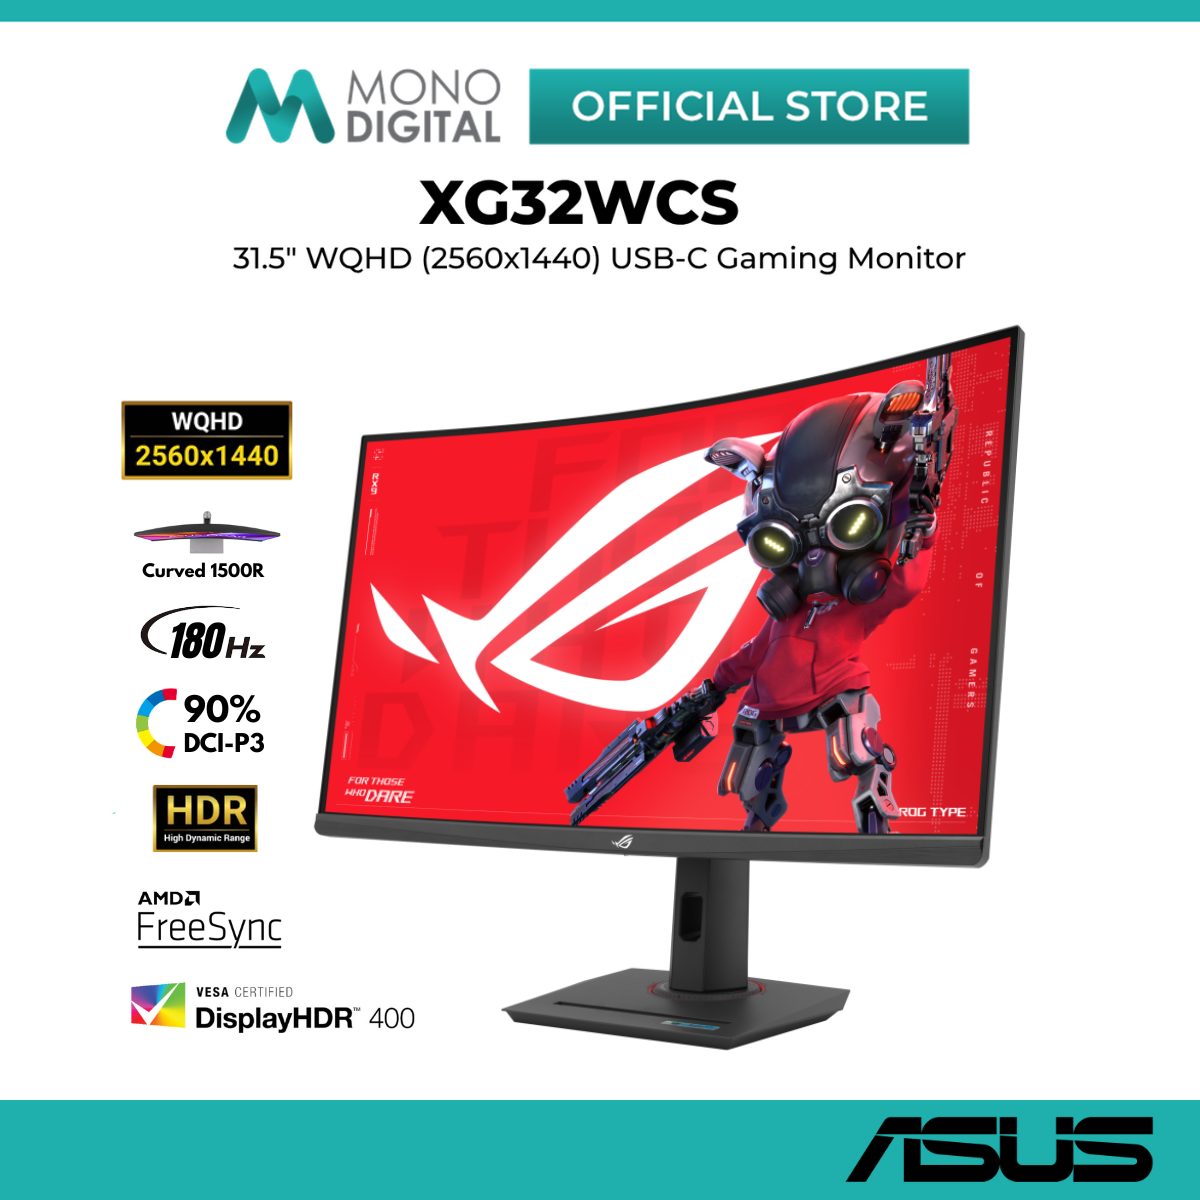 MONO
DIGITAL
OFFICIAL STORE
XG32WCS
31.5" WQHD (2560x1440) USB-C Gaming Monitor
WQHD
2560x1440
Curved 1500R
180Hz
90%
DCI-P3
HDR
High Dynamic Range
AMD
FreeSync
VESA CERTIFIED
DisplayHDR™ 400
REPUBLIC OF GAMERS
FOR THOSE
WHO DARE
ROG TYPE
ASUS